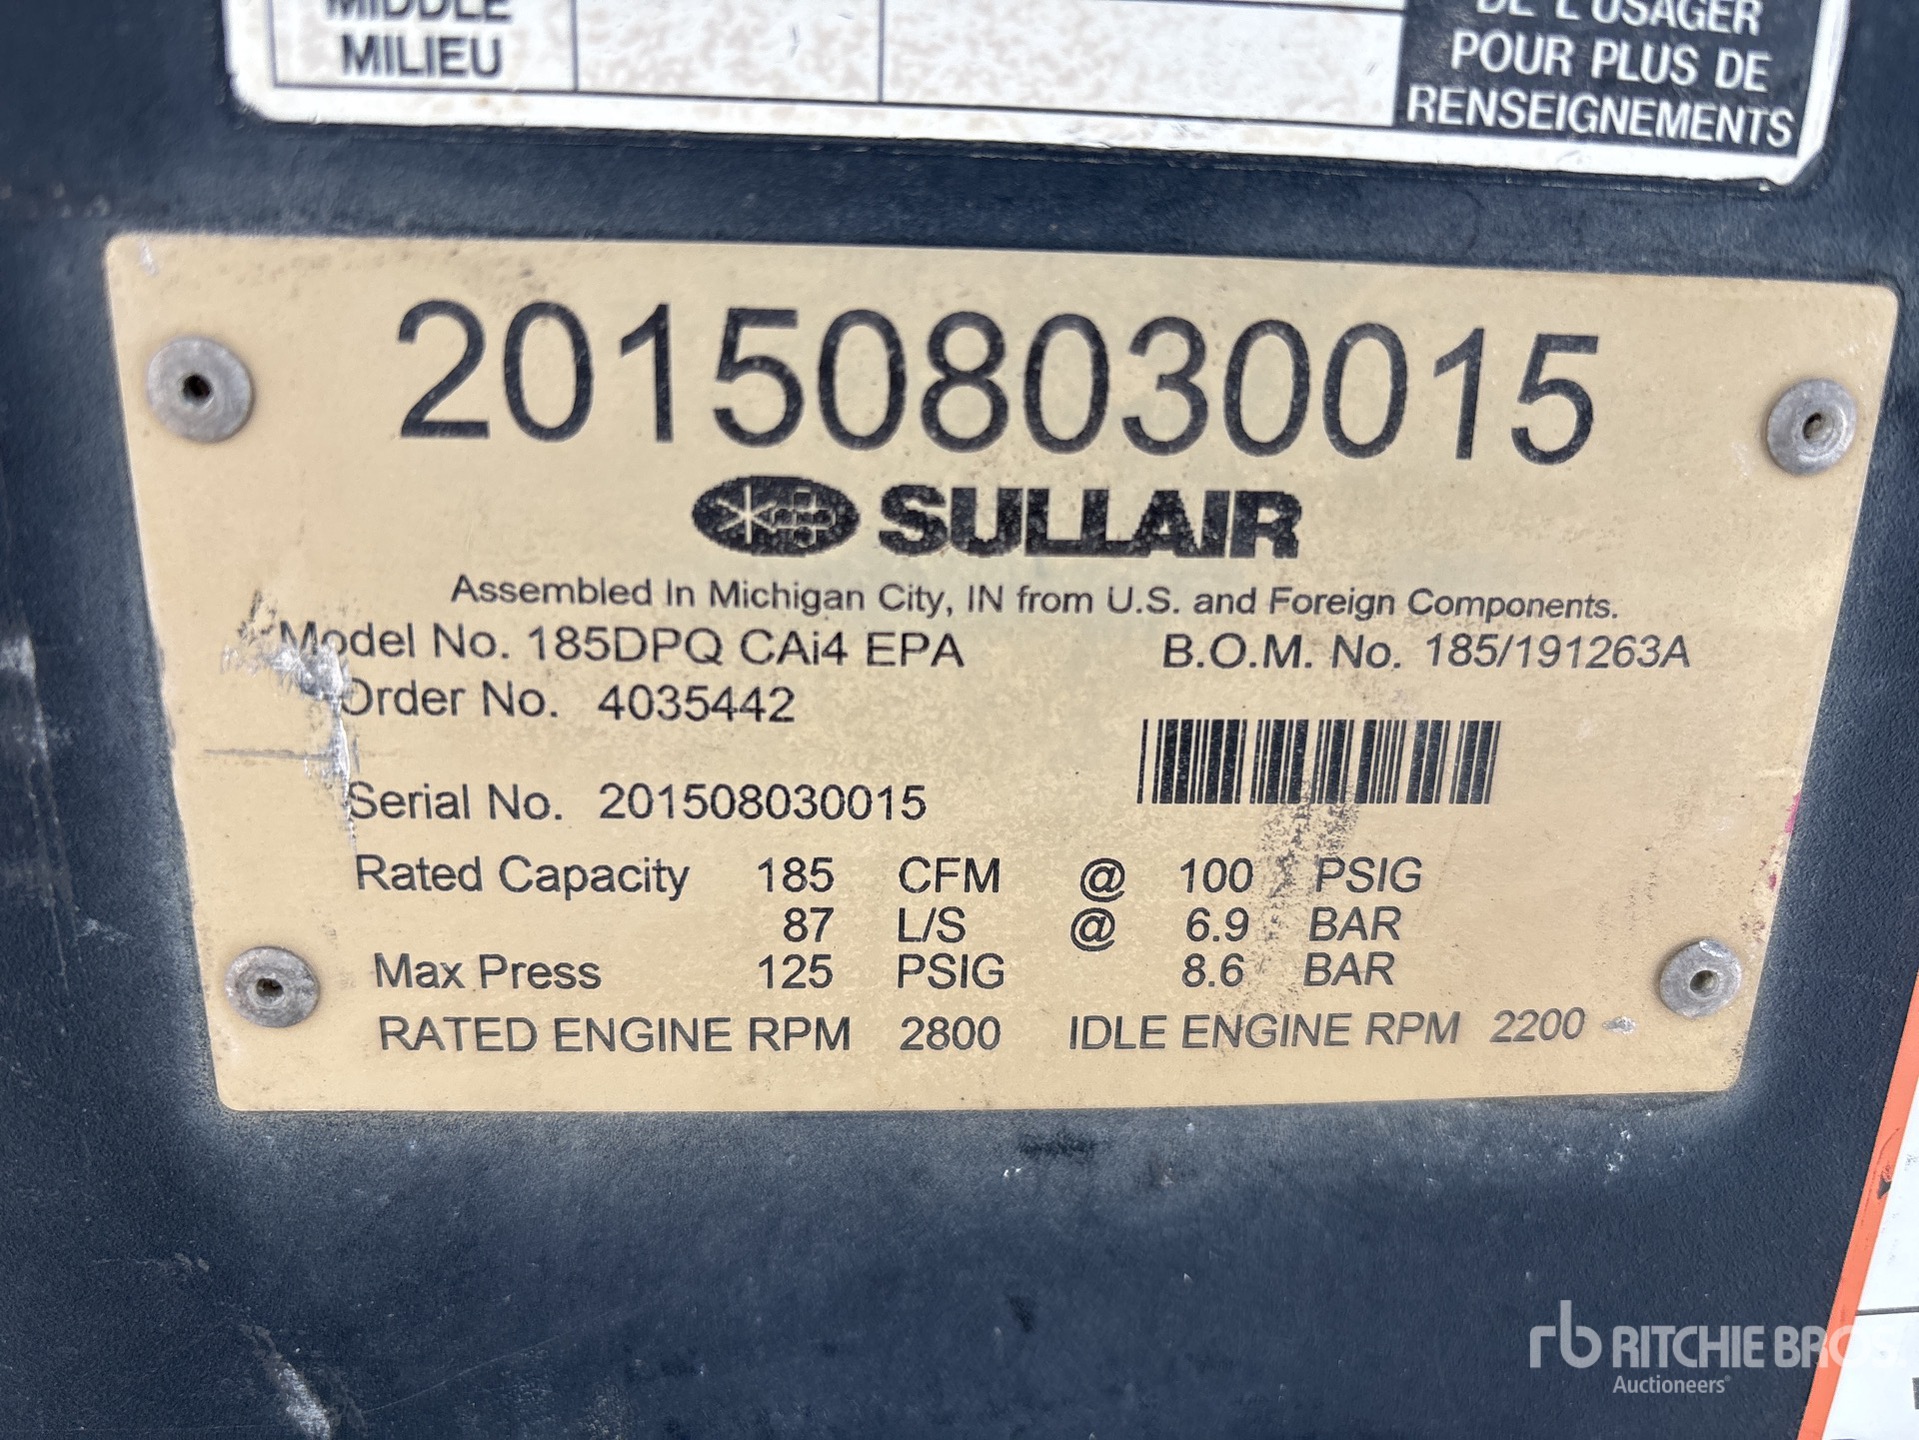 MIDDLE
MILIEU
DE L'USAGER
POUR PLUS DE
RENSEIGNEMENTS
201508030015
SULLAIR
Assembled In Michigan City, IN from U.S. and Foreign Components.
Model No. 185DPQ CAi4 EPA B.O.M. No. 185/191263A
Order No. 4035442
Serial No. 201508030015
Rated Capacity 185 CFM @ 100 PSIG
87 L/S @ 6.9 BAR
Max Press 125 PSIG 8.6 BAR
RATED ENGINE RPM 2800 IDLE ENGINE RPM 2200
rb RITCHIE BROS.
Auctioneers®